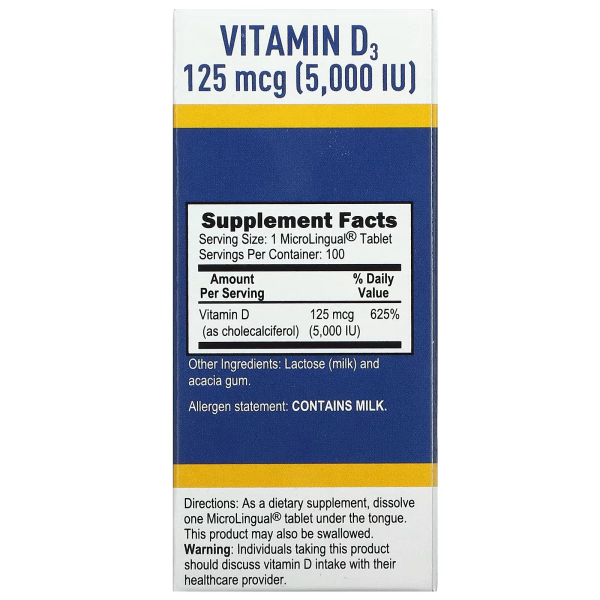 VITAMIN D3
125 mcg (5,000 IU)
Supplement Facts
Serving Size: 1 MicroLingual® Tablet
Servings Per Container: 100
Amount Per Serving % Daily Value
Vitamin D 125 mcg 625%
(as cholecalciferol) (5,000 IU)
Other Ingredients: Lactose (milk) and
acacia gum.
Allergen statement: CONTAINS MILK.
Directions: As a dietary supplement, dissolve
one MicroLingual® tablet under the tongue.
This product may also be swallowed.
Warning: Individuals taking this product
should discuss vitamin D intake with their
healthcare provider.